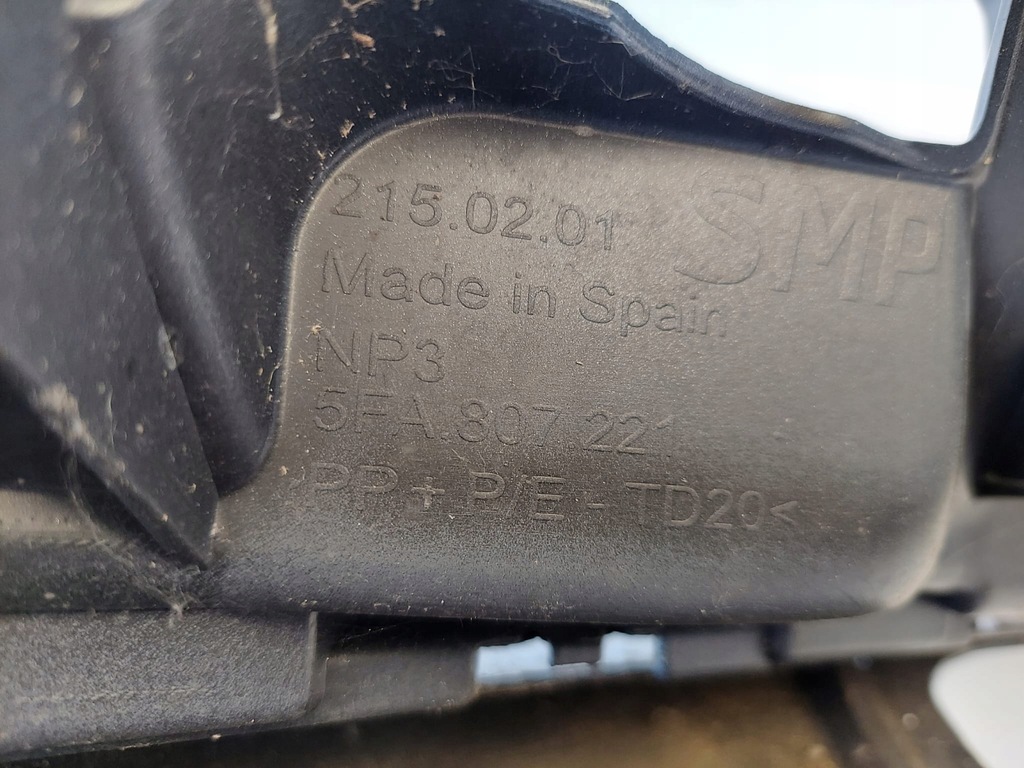 215.02.01
SMP
Made in Spain
NP3
5FA.807.221
>PP + P/E - TD20<